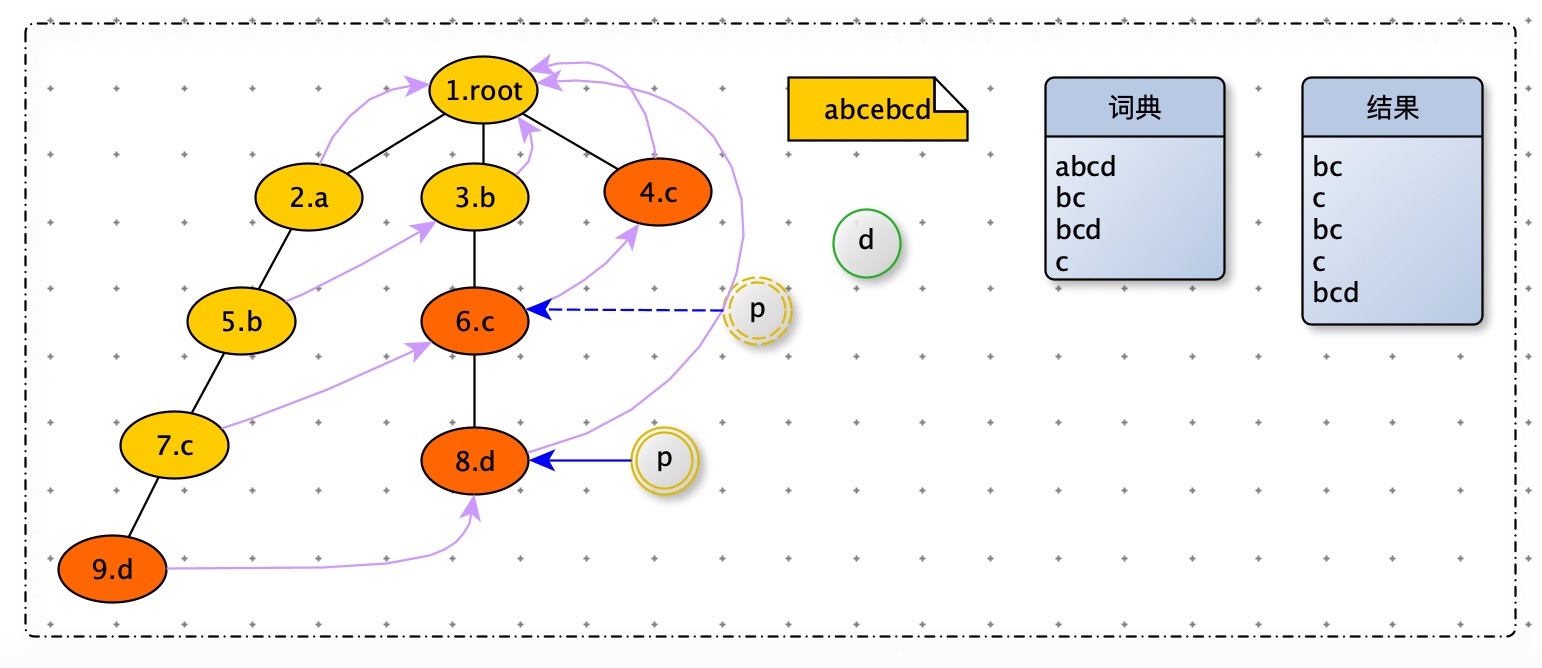 1.root
abcebcd
词典
结果
abcd
bc
bcd
c
bc
c
bc
c
bcd
2.a
3.b
4.c
d
5.b
6.c
p
7.c
8.d
p
9.d